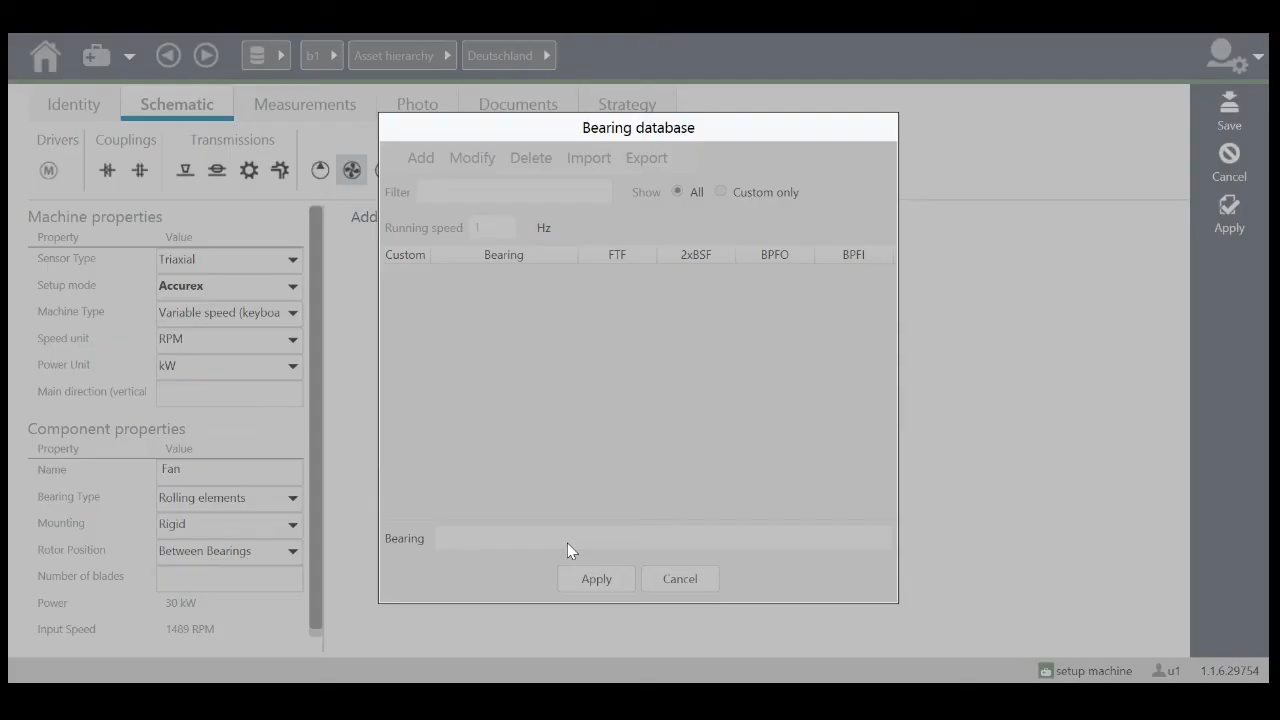 b1 Asset hierarchy Deutschland
Identity Schematic Measurements Photo Documents Strategy
Save
Cancel
Apply
Drivers Couplings Transmissions
M
Machine properties
Property Value
Sensor Type Triaxial
Setup mode Accurex
Machine Type Variable speed (keyboa
Speed unit RPM
Power Unit kW
Main direction (vertical
Component properties
Property Value
Name Fan
Bearing Type Rolling elements
Mounting Rigid
Rotor Position Between Bearings
Number of blades
Power 30 kW
Input Speed 1489 RPM
Add
Bearing database
Add Modify Delete Import Export
Filter Show All Custom only
Running speed 1 Hz
Custom Bearing FTF 2xBSF BPFO BPFI
Bearing
Apply Cancel
setup machine u1 1.1.6.29754